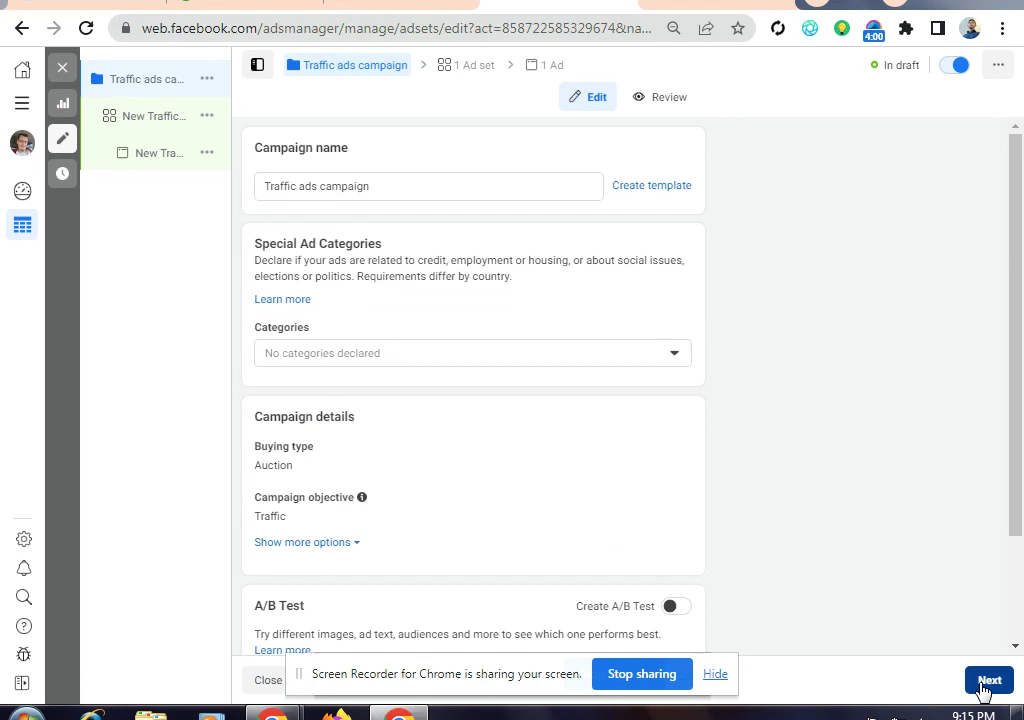 web.facebook.com/adsmanager/manage/adsets/edit?act=858722585329674&na...
4:00
Traffic ads ca...
New Traffic...
New Tra...
Traffic ads campaign
1 Ad set
1 Ad
In draft
Edit
Review
Campaign name
Traffic ads campaign
Create template
Special Ad Categories
Declare if your ads are related to credit, employment or housing, or about social issues,
elections or politics. Requirements differ by country.
Learn more
Categories
No categories declared
Campaign details
Buying type
Auction
Campaign objective
Traffic
Show more options
A/B Test
Create A/B Test
Try different images, ad text, audiences and more to see which one performs best.
Learn more
Close
Screen Recorder for Chrome is sharing your screen.
Stop sharing
Hide
Next
9:15 PM